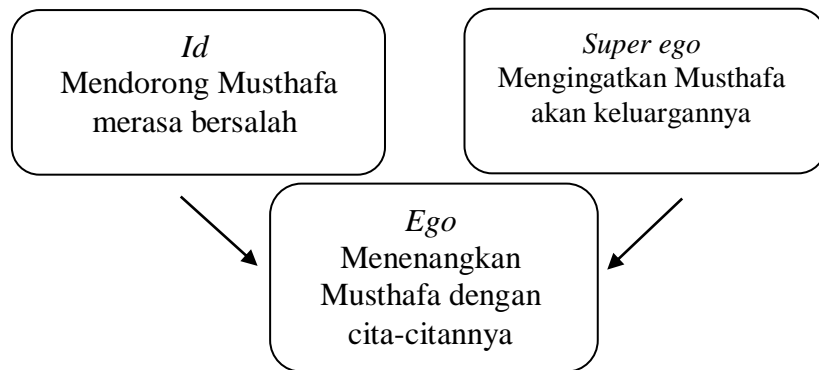 Id
Mendorong Musthafa
merasa bersalah
Super ego
Mengingatkan Musthafa
akan keluargannya
Ego
Menenangkan
Musthafa dengan
cita-citannya